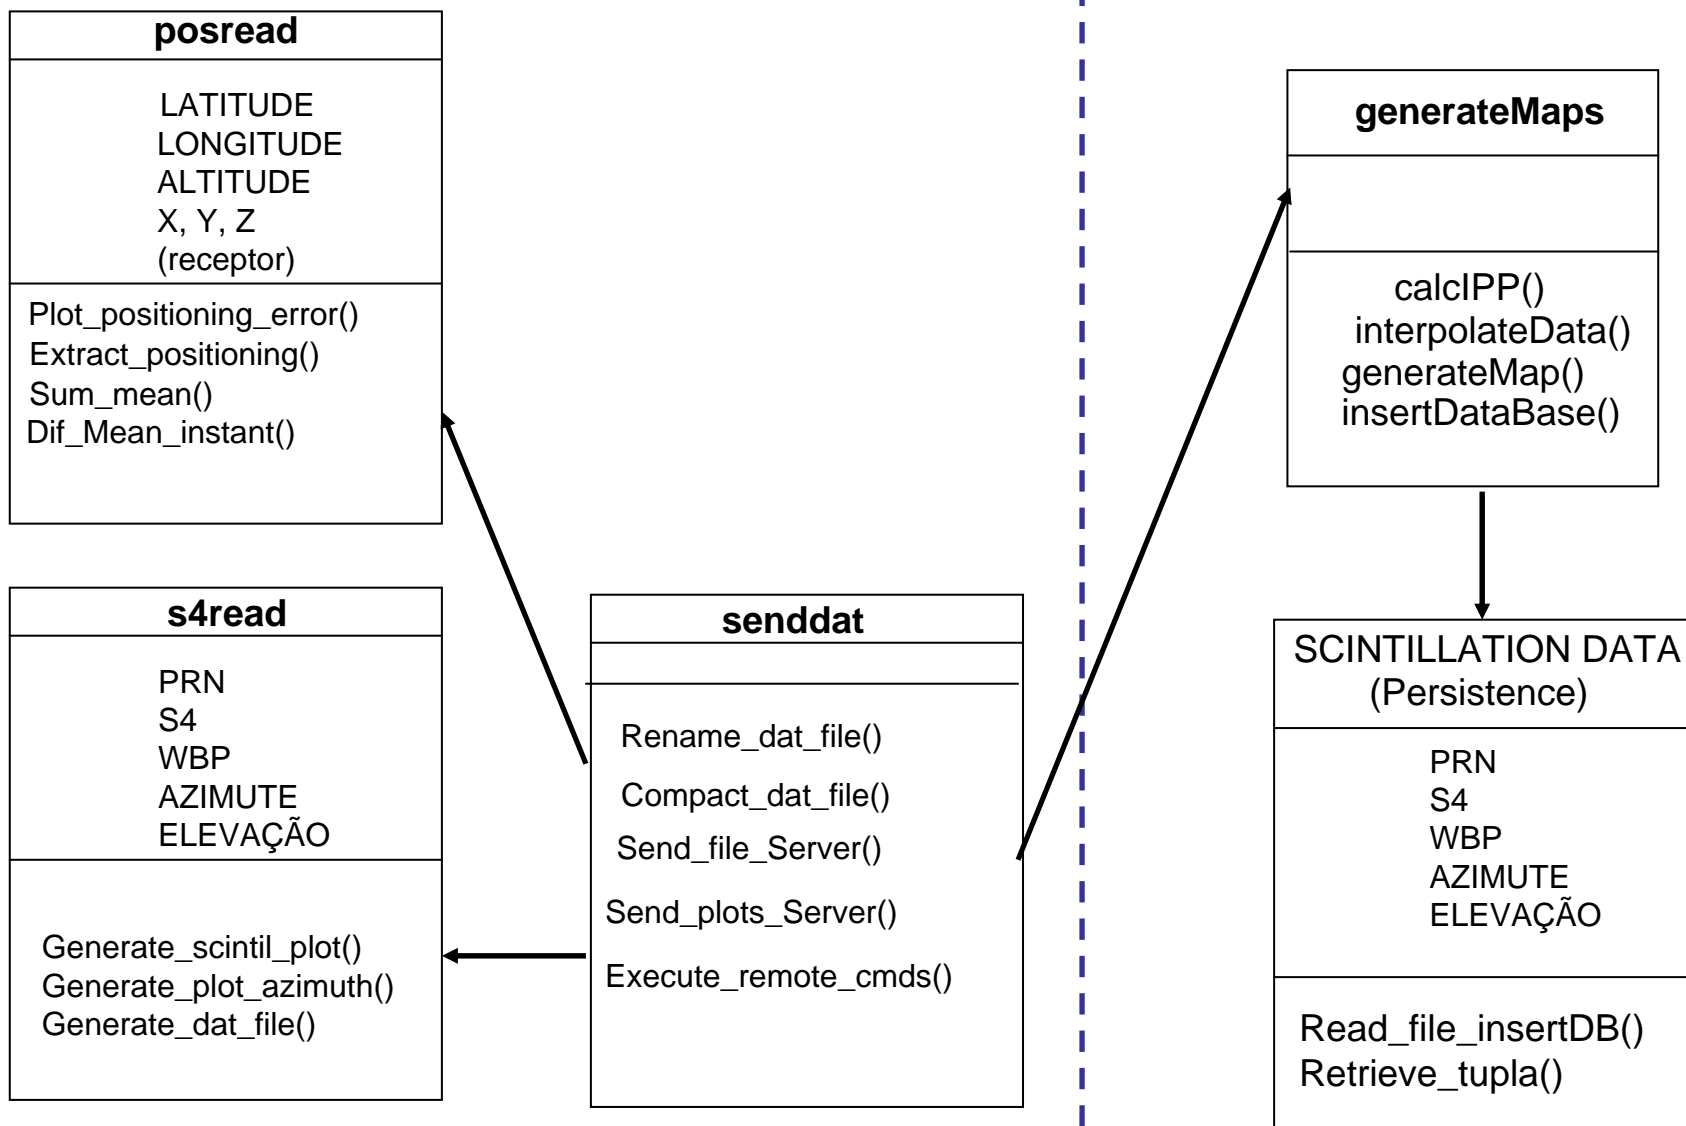 posread
LATITUDE
LONGITUDE
ALTITUDE
X, Y, Z
(receptor)
Plot_positioning_error()
Extract_positioning()
Sum_mean()
Dif_Mean_instant()
s4read
PRN
S4
WBP
AZIMUTE
ELEVAÇÃO
Generate_scintil_plot()
Generate_plot_azimuth()
Generate_dat_file()
senddat
Rename_dat_file()
Compact_dat_file()
Send_file_Server()
Send_plots_Server()
Execute_remote_cmds()
generateMaps
calcIPP()
interpolateData()
generateMap()
insertDataBase()
SCINTILLATION DATA
(Persistence)
PRN
S4
WBP
AZIMUTE
ELEVAÇÃO
Read_file_insertDB()
Retrieve_tupla()